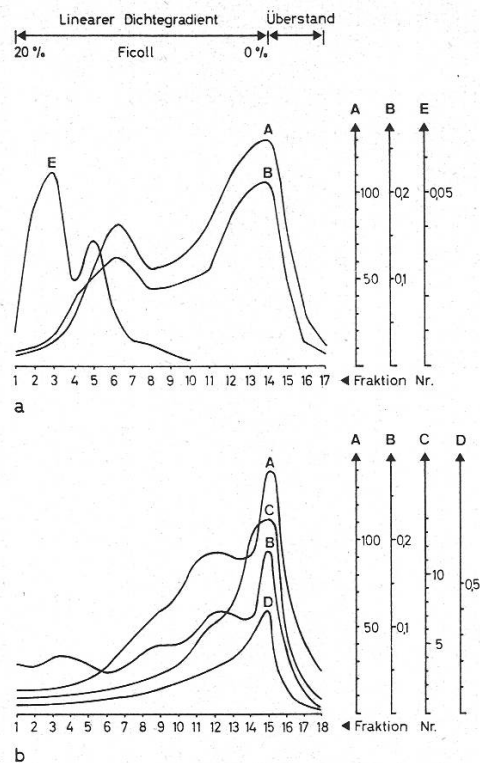 Linearer Dichtegradient Überstand
20 % Ficoll 0 %
A B E
E A B
100 0,2 0,05
50 0,1
1 2 3 4 5 6 7 8 9 10 11 12 13 14 15 16 17 ◄ Fraktion Nr.
a
A B C D
A C B D
100 0,2 10 0,5
50 0,1 5
1 2 3 4 5 6 7 8 9 10 11 12 13 14 15 16 17 18 ◄ Fraktion Nr.
b